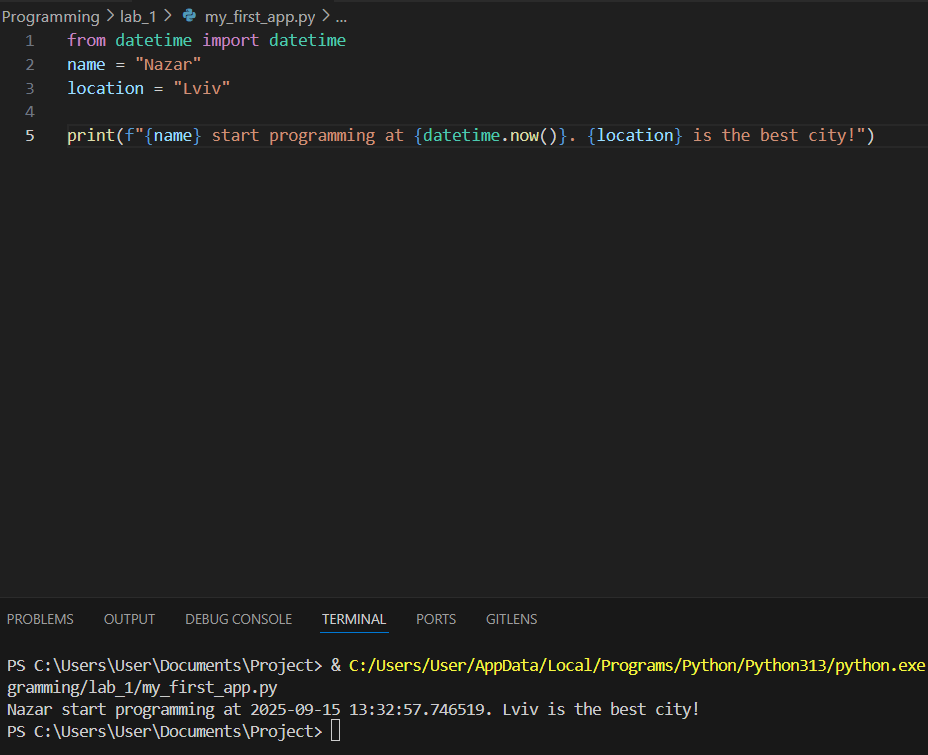 Programming > lab_1 > my_first_app.py > ...
1 from datetime import datetime
2 name = "Nazar"
3 location = "Lviv"
4
5 print(f"{name} start programming at {datetime.now()}. {location} is the best city!")
PROBLEMS OUTPUT DEBUG CONSOLE TERMINAL PORTS GITLENS
PS C:\Users\User\Documents\Project> & C:/Users/User/AppData/Local/Programs/Python/Python313/python.exe
gramming/lab_1/my_first_app.py
Nazar start programming at 2025-09-15 13:32:57.746519. Lviv is the best city!
PS C:\Users\User\Documents\Project>